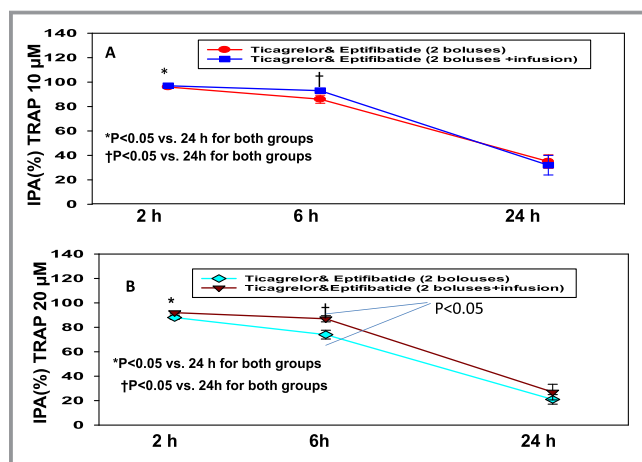 A
Ticagrelor& Eptifibatide (2 boluses)
Ticagrelor& Eptifibatide (2 boluses +infusion)
IPA(%) TRAP 10 µM
140
120
100
80
60
40
20
0
*
†
*P<0.05 vs. 24 h for both groups
†P<0.05 vs. 24h for both groups
2 h
6 h
24 h
B
Ticagrelor& Eptifibatide (2 boluses)
Ticagrelor& Eptifibatide (2 boluses+infusion)
IPA(%) TRAP 20 µM
140
120
100
80
60
40
20
0
*
†
P<0.05
*P<0.05 vs. 24 h for both groups
†P<0.05 vs. 24h for both groups
2 h
6h
24 h